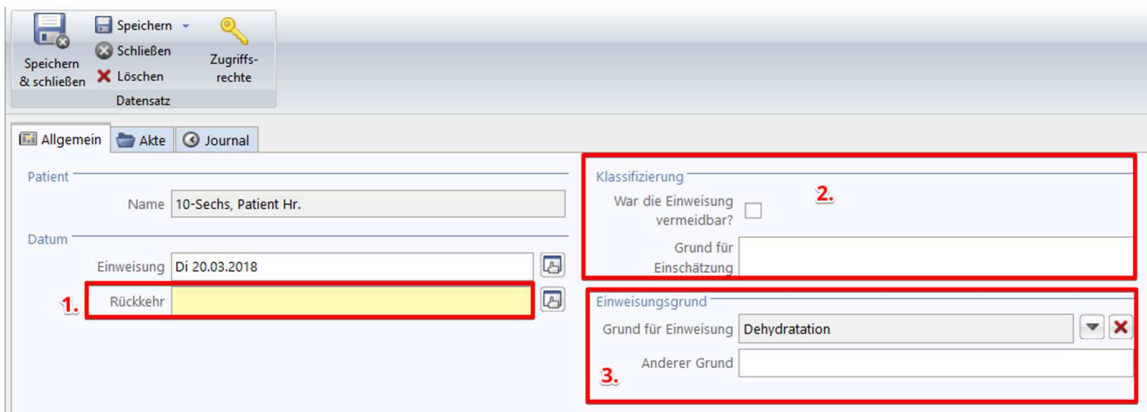 Speichern
& schließen
Speichern
Schließen
Löschen
Zugriffs-
rechte
Datensatz
Allgemein
Akte
Journal
Patient
Name 10-Sechs, Patient Hr.
Datum
Einweisung Di 20.03.2018
1. Rückkehr
Klassifizierung
2.
War die Einweisung
vermeidbar?
Grund für
Einschätzung
Einweisungsgrund
Grund für Einweisung Dehydratation
Anderer Grund
3.